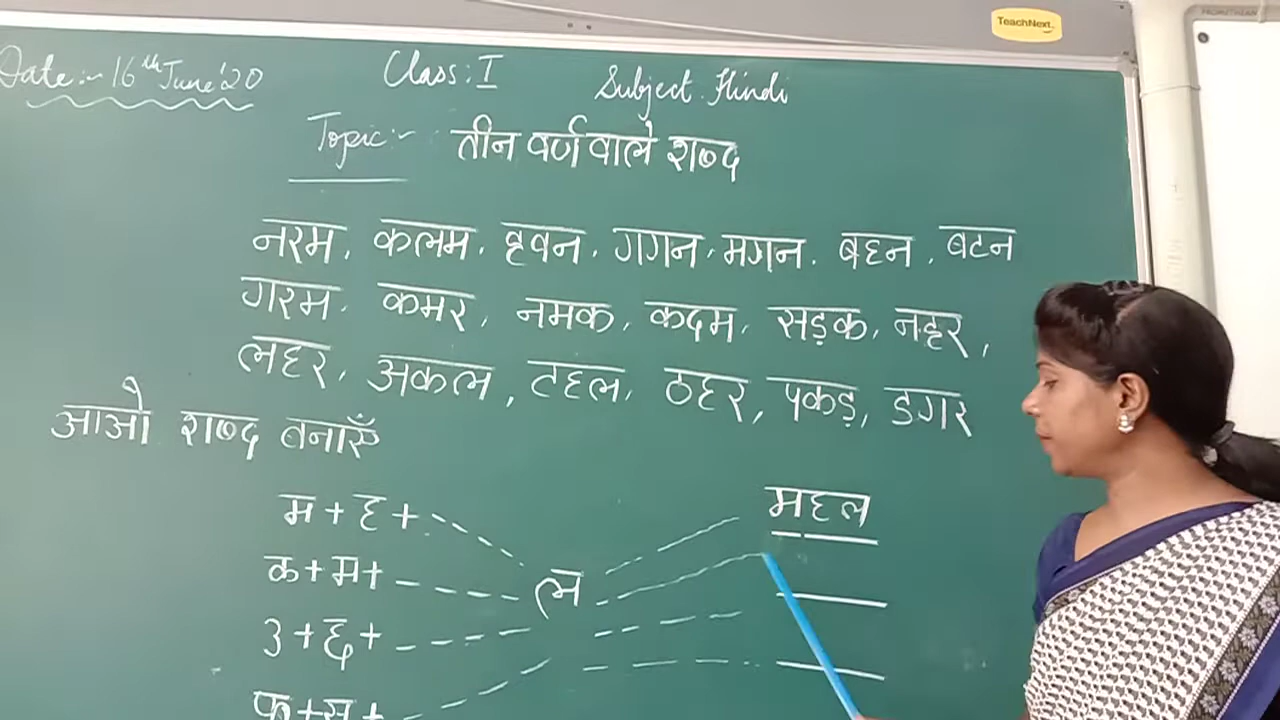 TeachNext
PROMETHEAN
Date:- 16th June'20 Class: I Subject. Hindi
Topic:- तीन वर्ण वाले शब्द
नरम, कलम, हवन, गगन, मगन, बहन, बटन
गरम, कमर, नमक, कदम, सड़क, नहर,
लहर, अकल, टहल, ठहर, पकड़, डगर
आओ शब्द बनाएँ
म+ह+ महल
क+म+ ल
उ+छ+
फ+स+